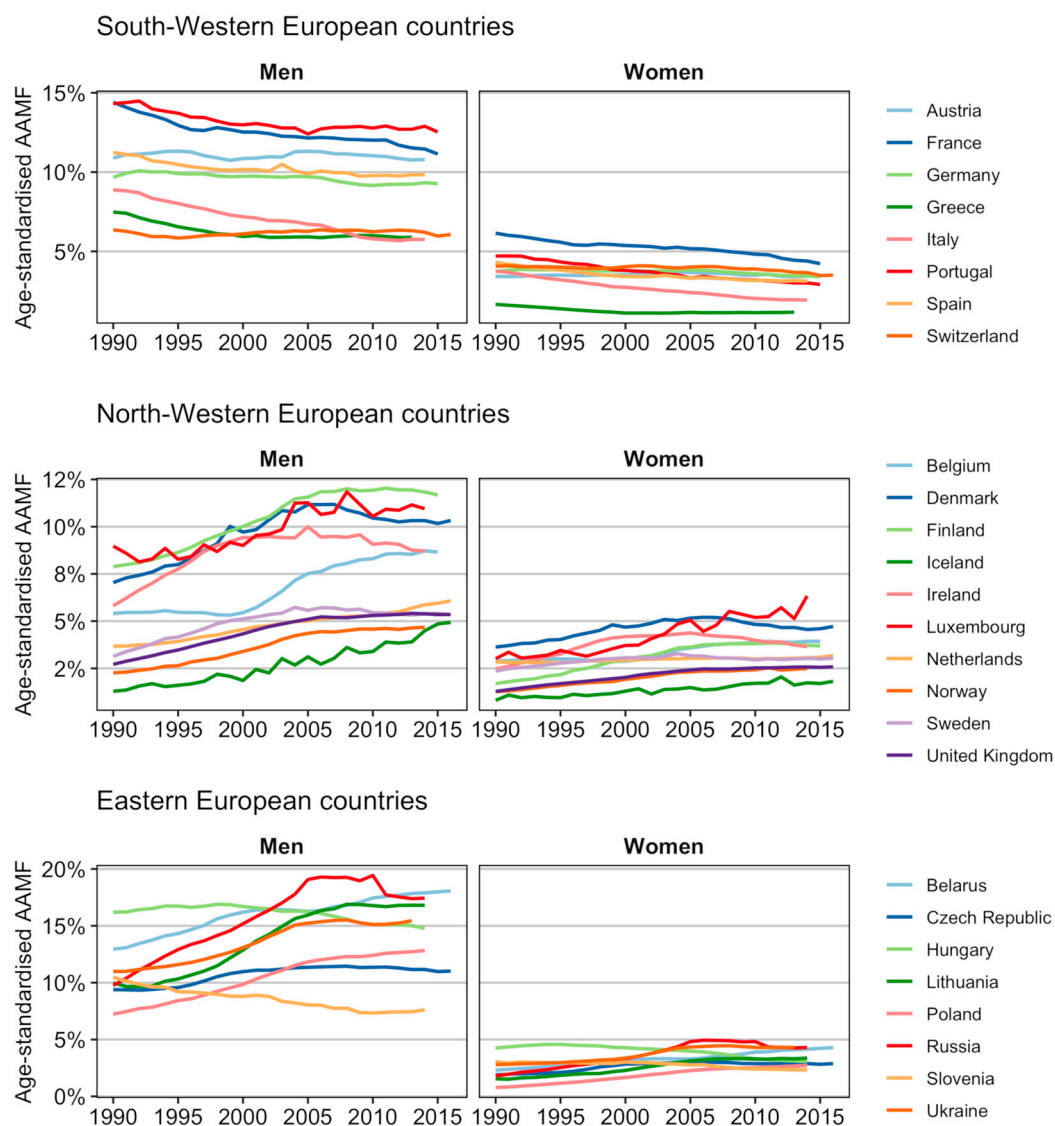 South-Western European countries
Men
Women
Age-standardised AAMF
15%
10%
5%
1990 1995 2000 2005 2010 2015
1990 1995 2000 2005 2010 2015
Austria
France
Germany
Greece
Italy
Portugal
Spain
Switzerland
North-Western European countries
Men
Women
Age-standardised AAMF
12%
10%
8%
5%
2%
1990 1995 2000 2005 2010 2015
1990 1995 2000 2005 2010 2015
Belgium
Denmark
Finland
Iceland
Ireland
Luxembourg
Netherlands
Norway
Sweden
United Kingdom
Eastern European countries
Men
Women
Age-standardised AAMF
20%
15%
10%
5%
0%
1990 1995 2000 2005 2010 2015
1990 1995 2000 2005 2010 2015
Belarus
Czech Republic
Hungary
Lithuania
Poland
Russia
Slovenia
Ukraine